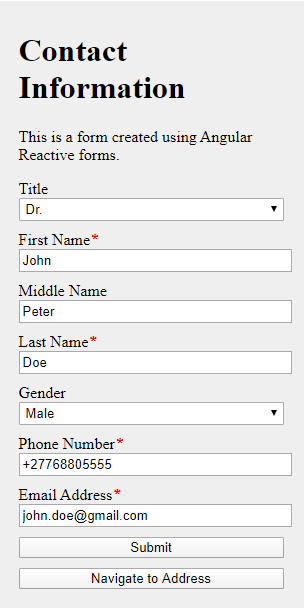 Contact
Information
This is a form created using Angular
Reactive forms.
Title
Dr.
First Name*
John
Middle Name
Peter
Last Name*
Doe
Gender
Male
Phone Number*
+27768805555
Email Address*
john.doe@gmail.com
Submit
Navigate to Address